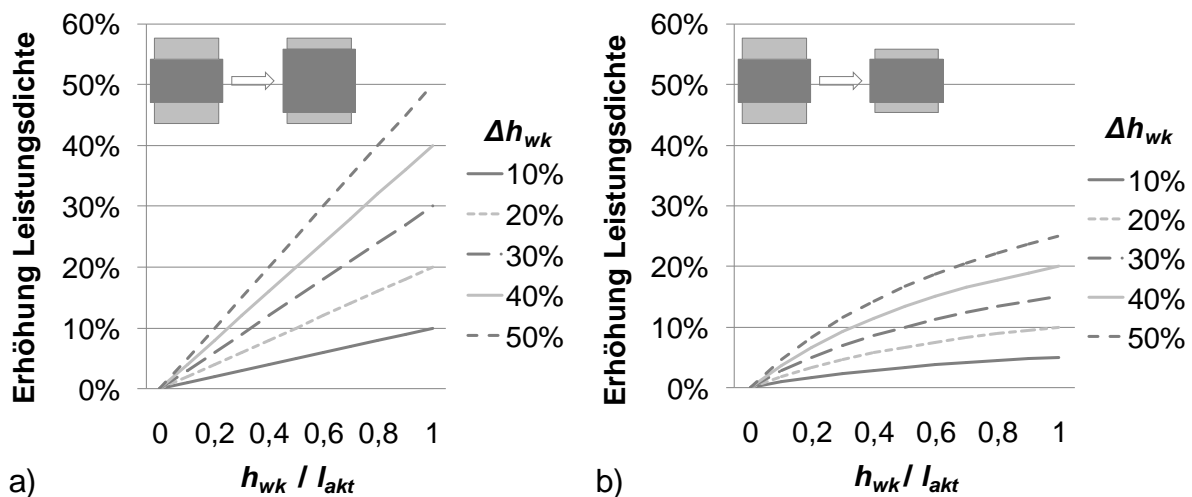 Erhöhung Leistungsdichte
60%
50%
40%
30%
20%
10%
0%
0 0,2 0,4 0,6 0,8 1
h_wk / l_akt
Δh_wk
10%
20%
30%
40%
50%
a)
Erhöhung Leistungsdichte
60%
50%
40%
30%
20%
10%
0%
0 0,2 0,4 0,6 0,8 1
h_wk / l_akt
Δh_wk
10%
20%
30%
40%
50%
b)